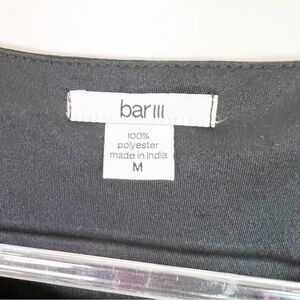 bar III
100%
polyester
made in India
M